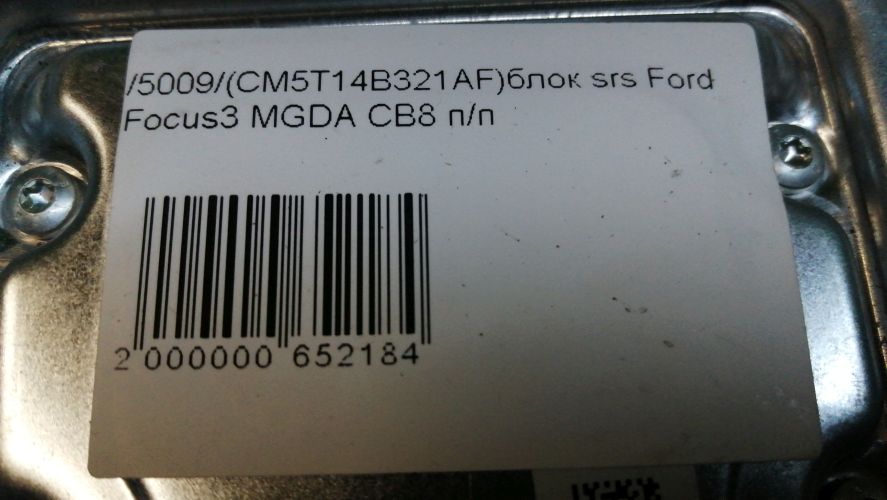 /5009/(CM5T14B321AF)блок srs Ford
Focus3 MGDA CB8 п/п
2 000000 652184